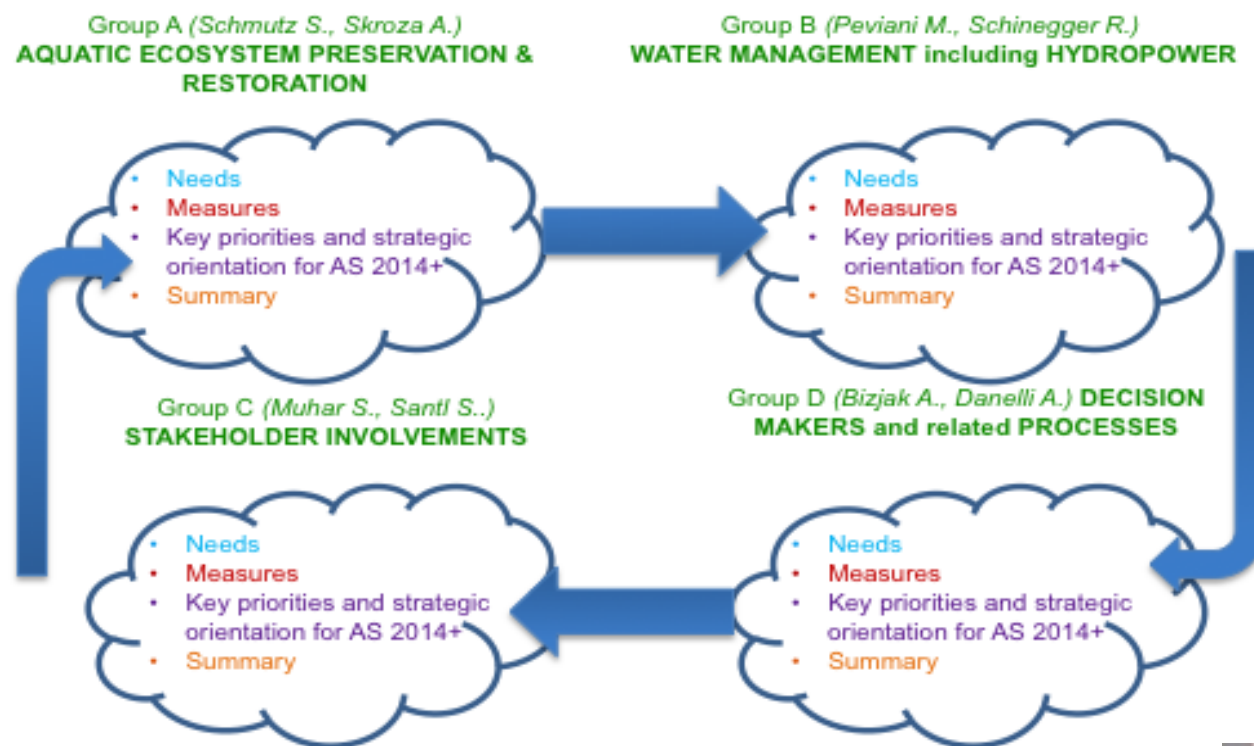 Group A (Schmutz S., Skroza A.)
AQUATIC ECOSYSTEM PRESERVATION &
RESTORATION
• Needs
• Measures
• Key priorities and strategic
orientation for AS 2014+
• Summary
Group B (Peviani M., Schinegger R.)
WATER MANAGEMENT including HYDROPOWER
• Needs
• Measures
• Key priorities and strategic
orientation for AS 2014+
• Summary
Group C (Muhar S., Santl S..)
STAKEHOLDER INVOLVEMENTS
• Needs
• Measures
• Key priorities and strategic
orientation for AS 2014+
• Summary
Group D (Bizjak A., Danelli A.) DECISION
MAKERS and related PROCESSES
• Needs
• Measures
• Key priorities and strategic
orientation for AS 2014+
• Summary